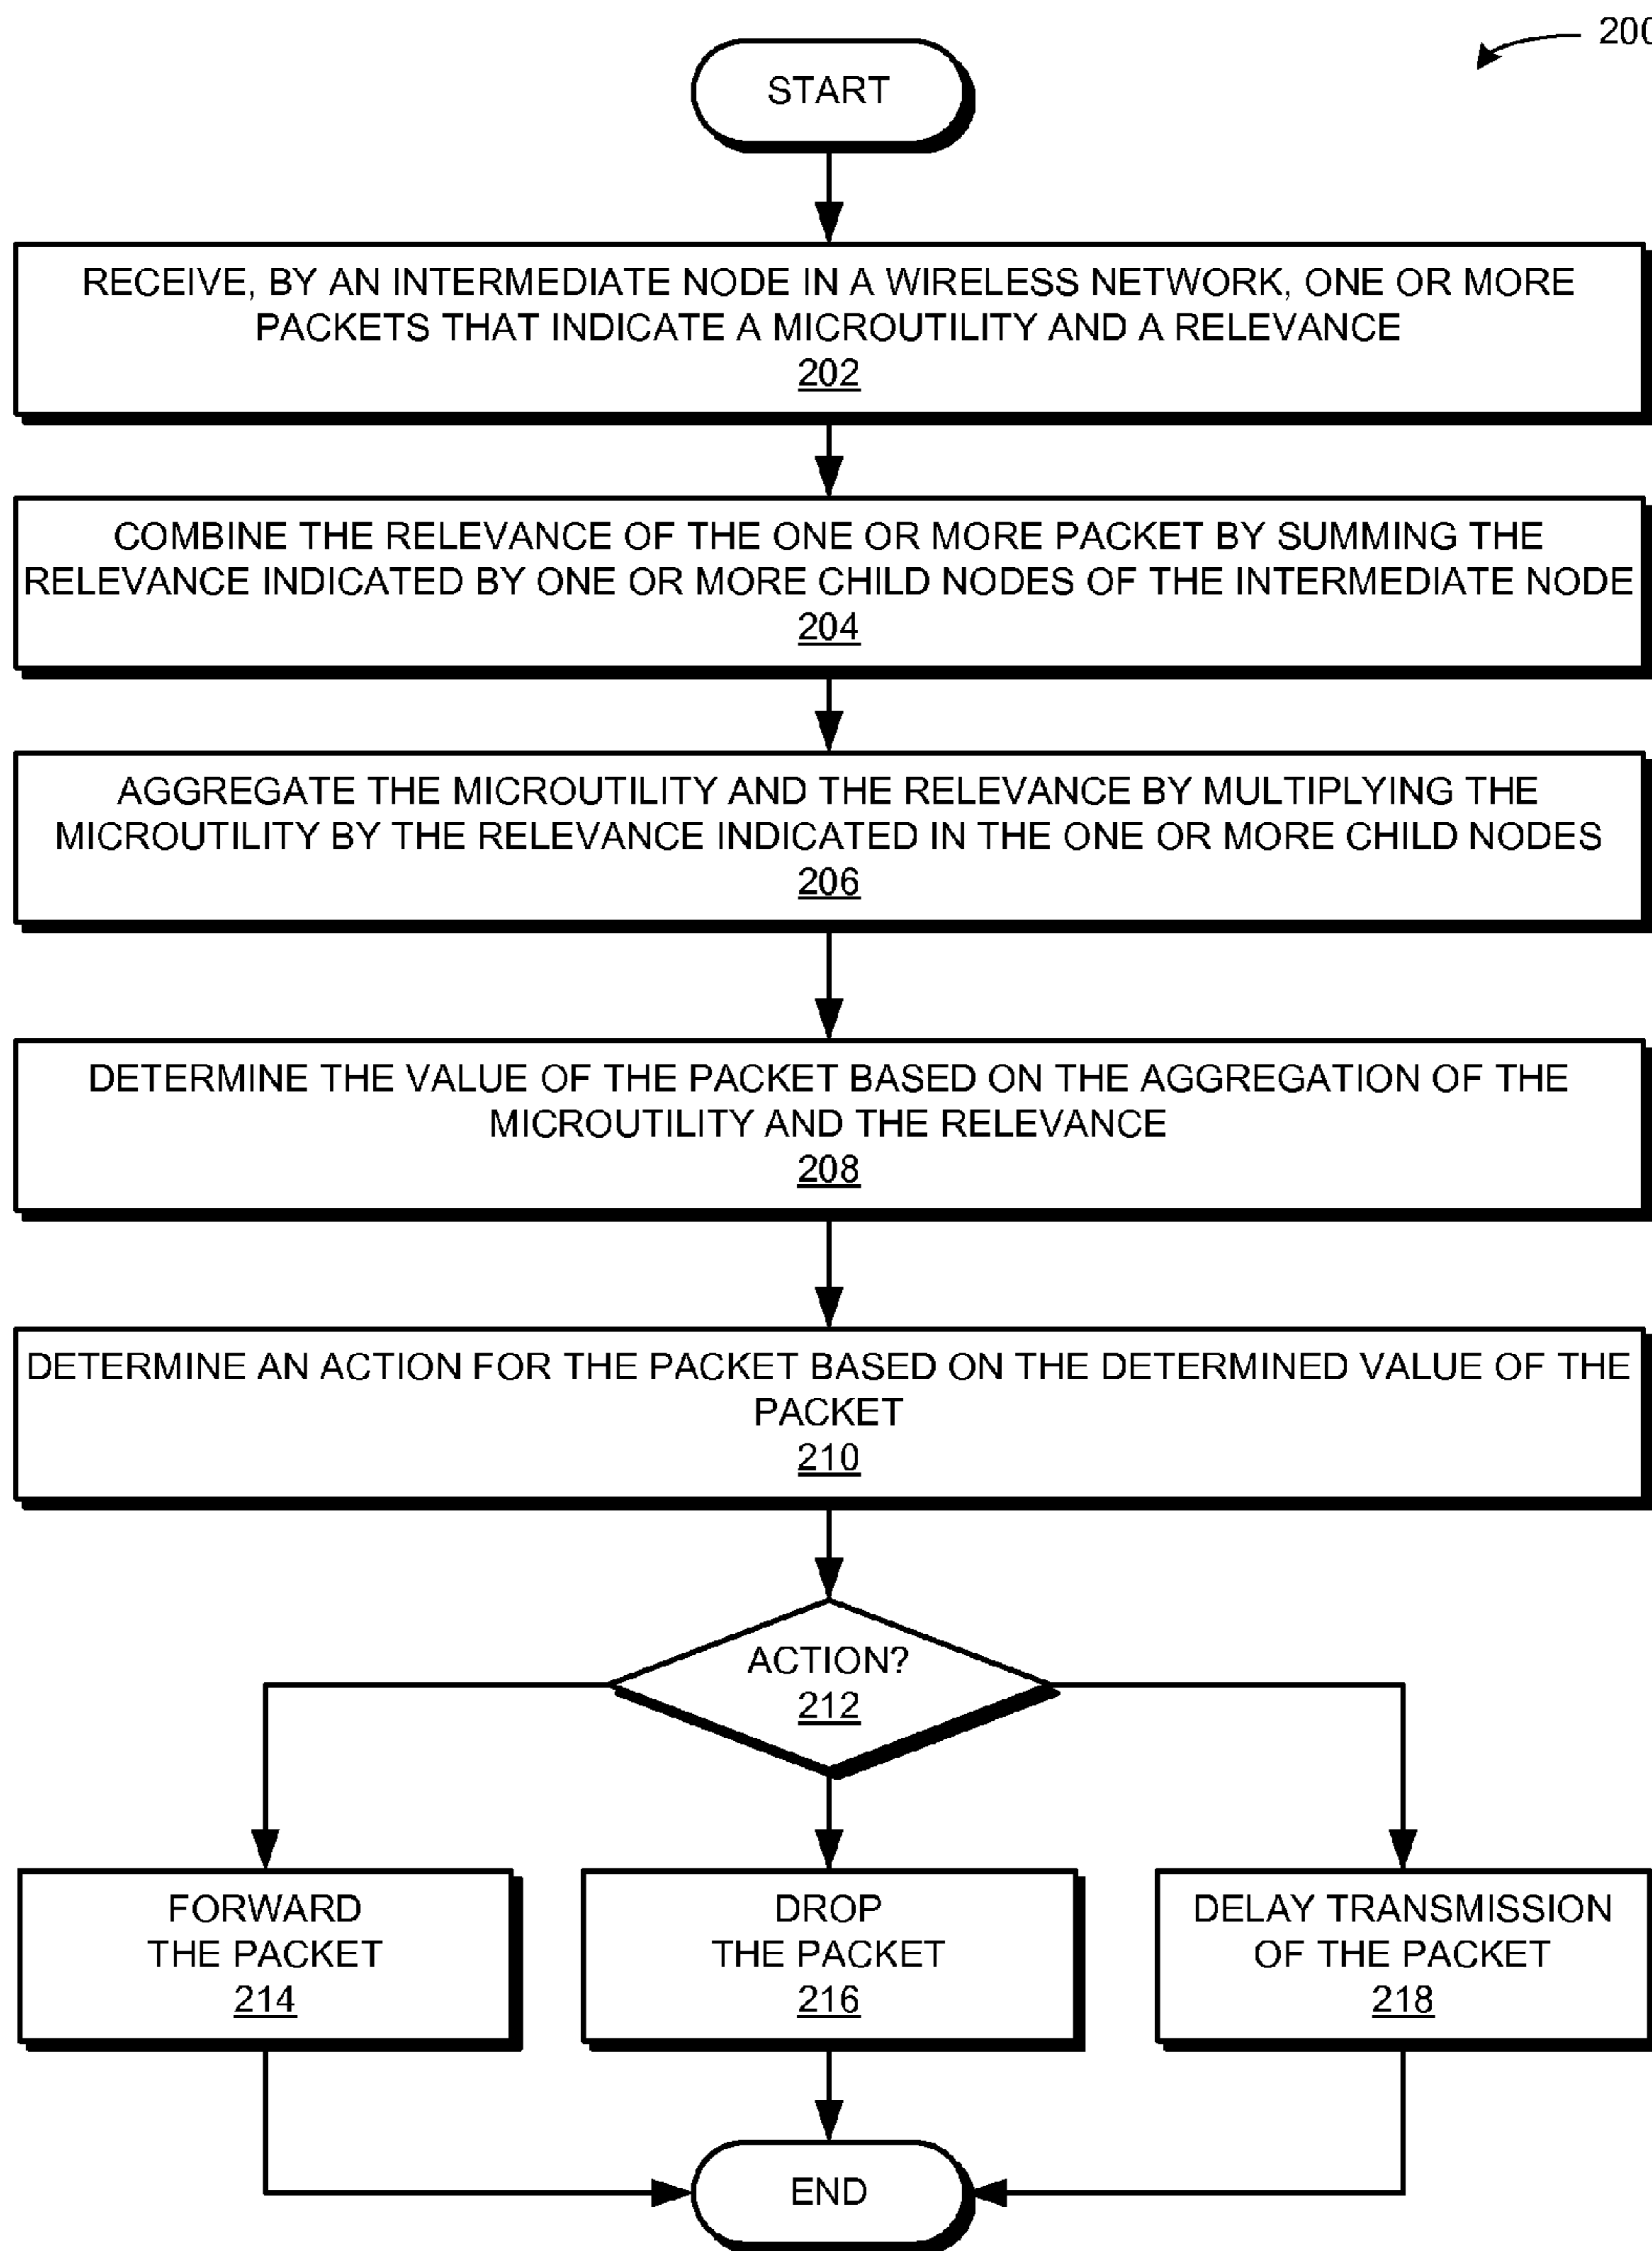 200
START
RECEIVE, BY AN INTERMEDIATE NODE IN A WIRELESS NETWORK, ONE OR MORE
PACKETS THAT INDICATE A MICROUTILITY AND A RELEVANCE
202
COMBINE THE RELEVANCE OF THE ONE OR MORE PACKET BY SUMMING THE
RELEVANCE INDICATED BY ONE OR MORE CHILD NODES OF THE INTERMEDIATE NODE
204
AGGREGATE THE MICROUTILITY AND THE RELEVANCE BY MULTIPLYING THE
MICROUTILITY BY THE RELEVANCE INDICATED IN THE ONE OR MORE CHILD NODES
206
DETERMINE THE VALUE OF THE PACKET BASED ON THE AGGREGATION OF THE
MICROUTILITY AND THE RELEVANCE
208
DETERMINE AN ACTION FOR THE PACKET BASED ON THE DETERMINED VALUE OF THE
PACKET
210
ACTION?
212
FORWARD
THE PACKET
214
DROP
THE PACKET
216
DELAY TRANSMISSION
OF THE PACKET
218
END